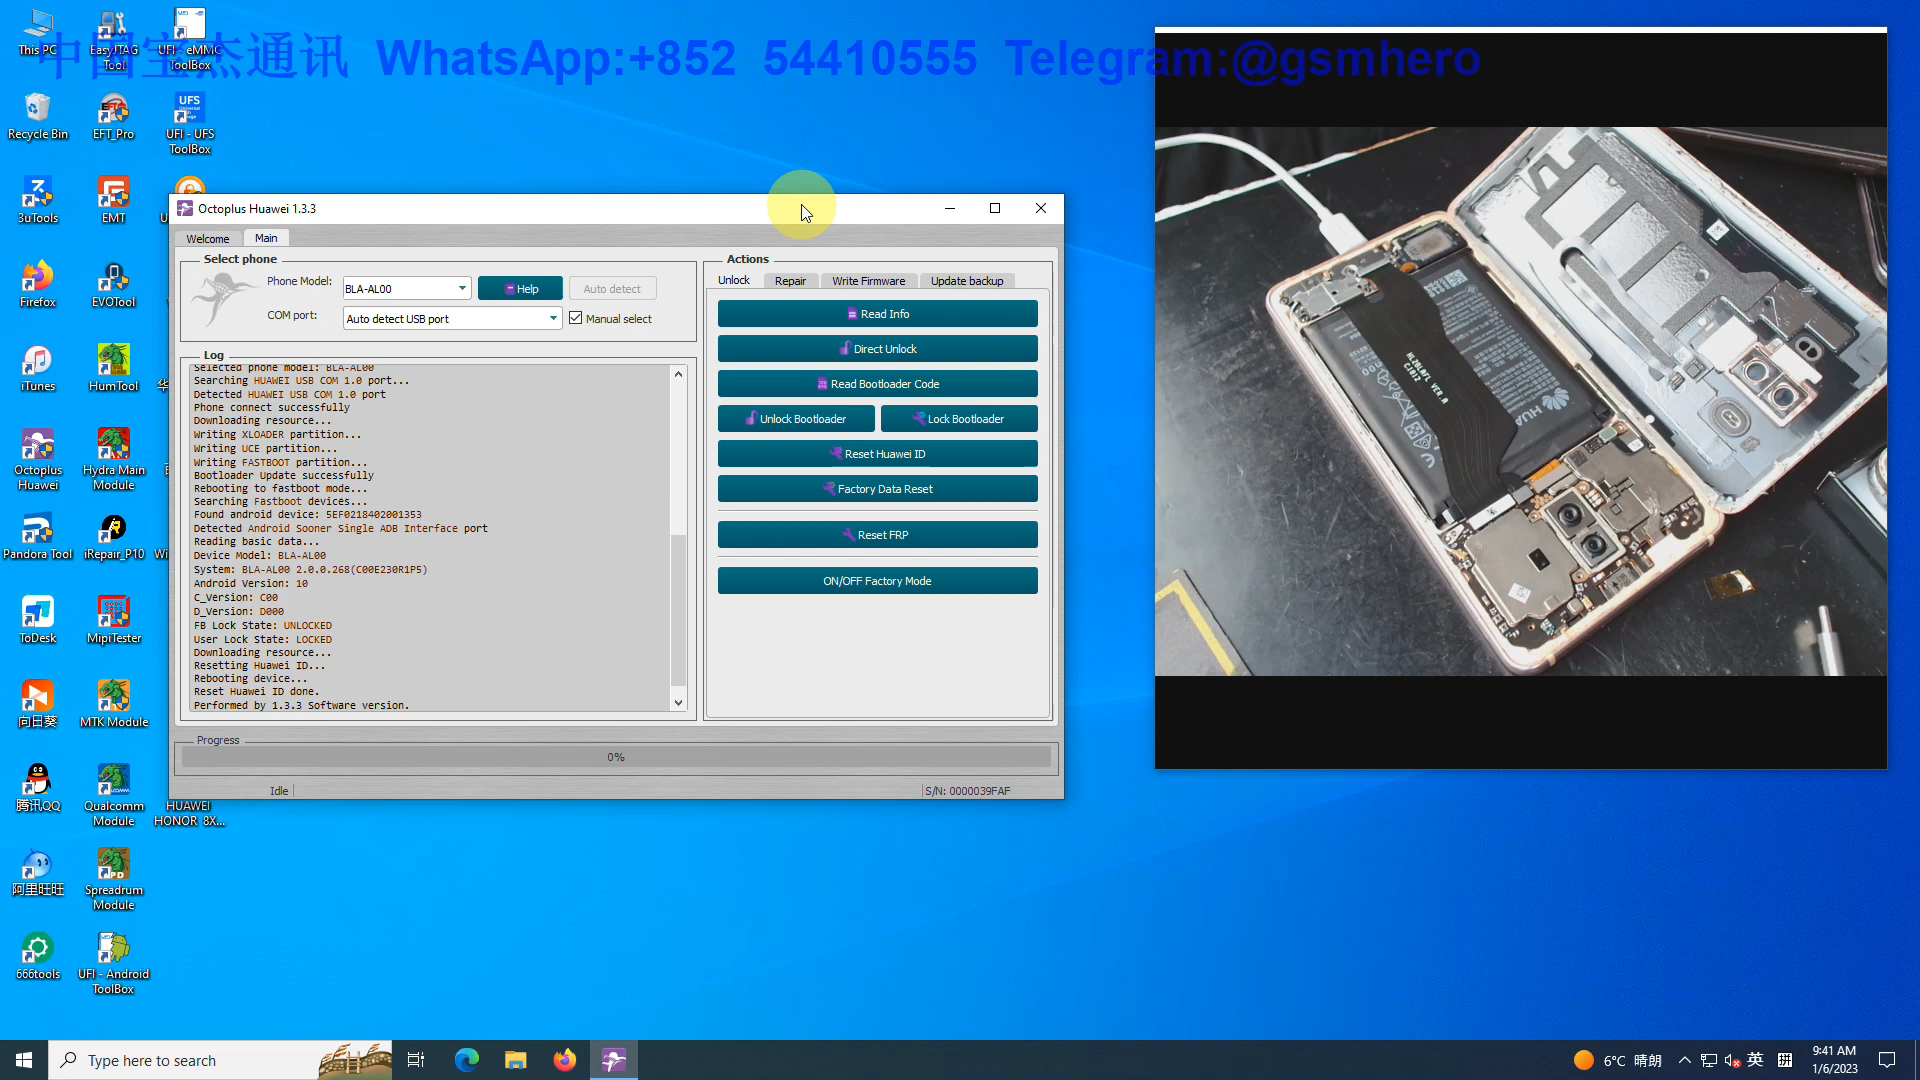 中国宝杰通讯 WhatsApp:+852 54410555 Telegram:@gsmhero
This PC
EasyJTAG Tool
UFI - eMMC ToolBox
Recycle Bin
EFT_Pro
UFS
UFI - UFS ToolBox
3uTools
EMT
Firefox
EVOTool
iTunes
HumTool
Octoplus Huawei
Hydra Main Module
Pandora Tool
iRepair_P10
ToDesk
MipiTester
向日葵
MTK Module
腾讯QQ
Qualcomm Module
HUAWEI HONOR 8X...
阿里旺旺
Spreadrum Module
666tools
UFI - Android ToolBox
Octoplus Huawei 1.3.3
Welcome
Main
Select phone
Phone Model:
BLA-AL00
Help
Auto detect
COM port:
Auto detect USB port
Manual select
Log
Selected phone model: BLA-AL00
Searching HUAWEI USB COM 1.0 port...
Detected HUAWEI USB COM 1.0 port
Phone connect successfully
Downloading resource...
Writing XLOADER partition...
Writing UCE partition...
Writing FASTBOOT partition...
Bootloader Update successfully
Rebooting to fastboot mode...
Searching Fastboot devices...
Found android device: 5EF0218402001353
Detected Android Sooner Single ADB Interface port
Reading basic data...
Device Model: BLA-AL00
System: BLA-AL00 2.0.0.268(C00E230R1P5)
Android Version: 10
C_Version: C00
D_Version: D000
FB Lock State: UNLOCKED
User Lock State: LOCKED
Downloading resource...
Resetting Huawei ID...
Rebooting device...
Reset Huawei ID done.
Performed by 1.3.3 Software version.
Actions
Unlock
Repair
Write Firmware
Update backup
Read Info
Direct Unlock
Read Bootloader Code
Unlock Bootloader
Lock Bootloader
Reset Huawei ID
Factory Data Reset
Reset FRP
ON/OFF Factory Mode
Progress
0%
Idle
S/N: 0000039FAF
Type here to search
6°C 晴朗
英
拼
9:41 AM
1/6/2023